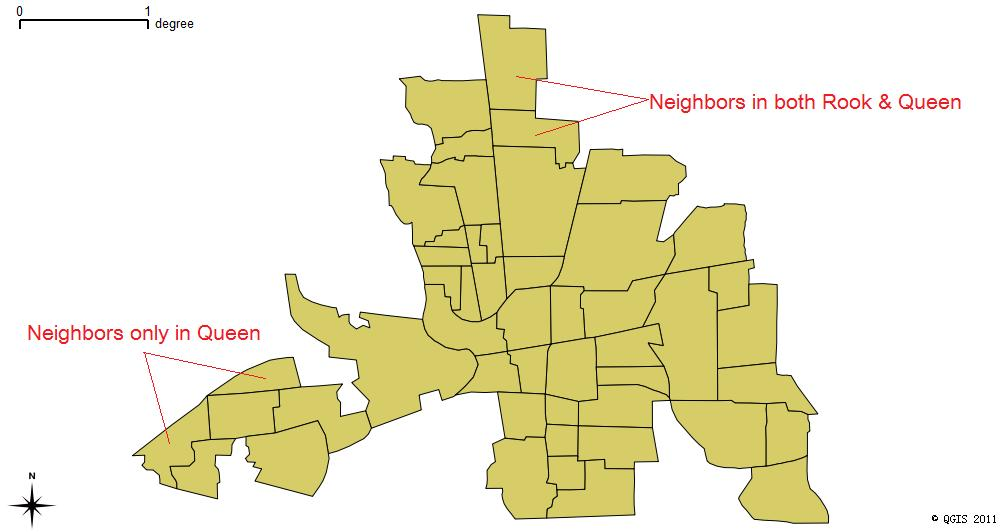 0 1
degree
Neighbors in both Rook & Queen
Neighbors only in Queen
N
© QGIS 2011